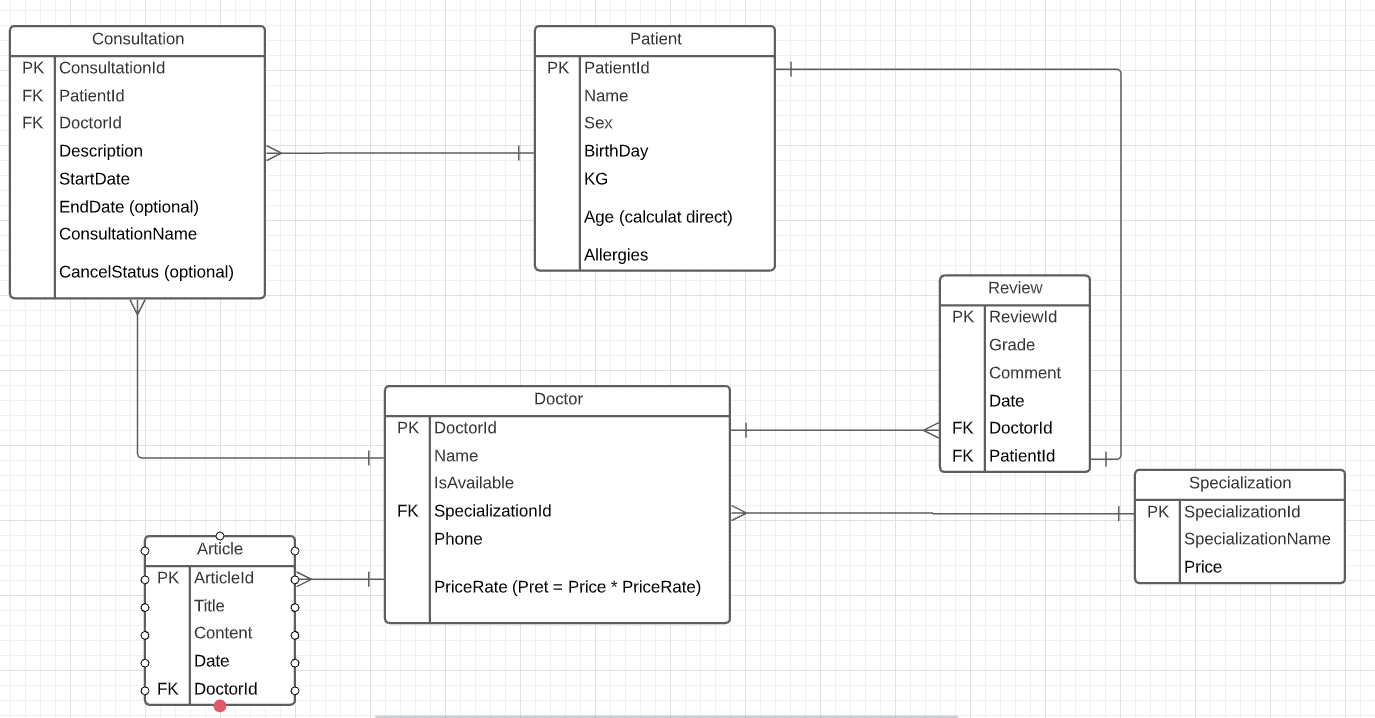 Consultation
PK ConsultationId
FK PatientId
FK DoctorId
Description
StartDate
EndDate (optional)
ConsultationName
CancelStatus (optional)
Patient
PK PatientId
Name
Sex
BirthDay
KG
Age (calculat direct)
Allergies
Review
PK ReviewId
Grade
Comment
Date
FK DoctorId
FK PatientId
Doctor
PK DoctorId
Name
IsAvailable
FK SpecializationId
Phone
PriceRate (Pret = Price * PriceRate)
Specialization
PK SpecializationId
SpecializationName
Price
Article
PK ArticleId
Title
Content
Date
FK DoctorId